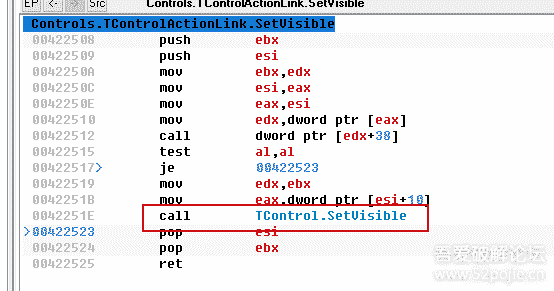 EP <- -> Src Controls.TControlActionLink.SetVisible
Controls.TControlActionLink.SetVisible
00422508 push ebx
00422509 push esi
0042250A mov ebx,edx
0042250C mov esi,eax
0042250E mov eax,esi
00422510 mov edx,dword ptr [eax]
00422512 call dword ptr [edx+38]
00422515 test al,al
00422517> je 00422523
00422519 mov edx,ebx
0042251B mov eax,dword ptr [esi+10]
0042251E call TControl.SetVisible
>00422523 pop esi
00422524 pop ebx
00422525 ret
吾爱破解论坛
www.52pojie.cn